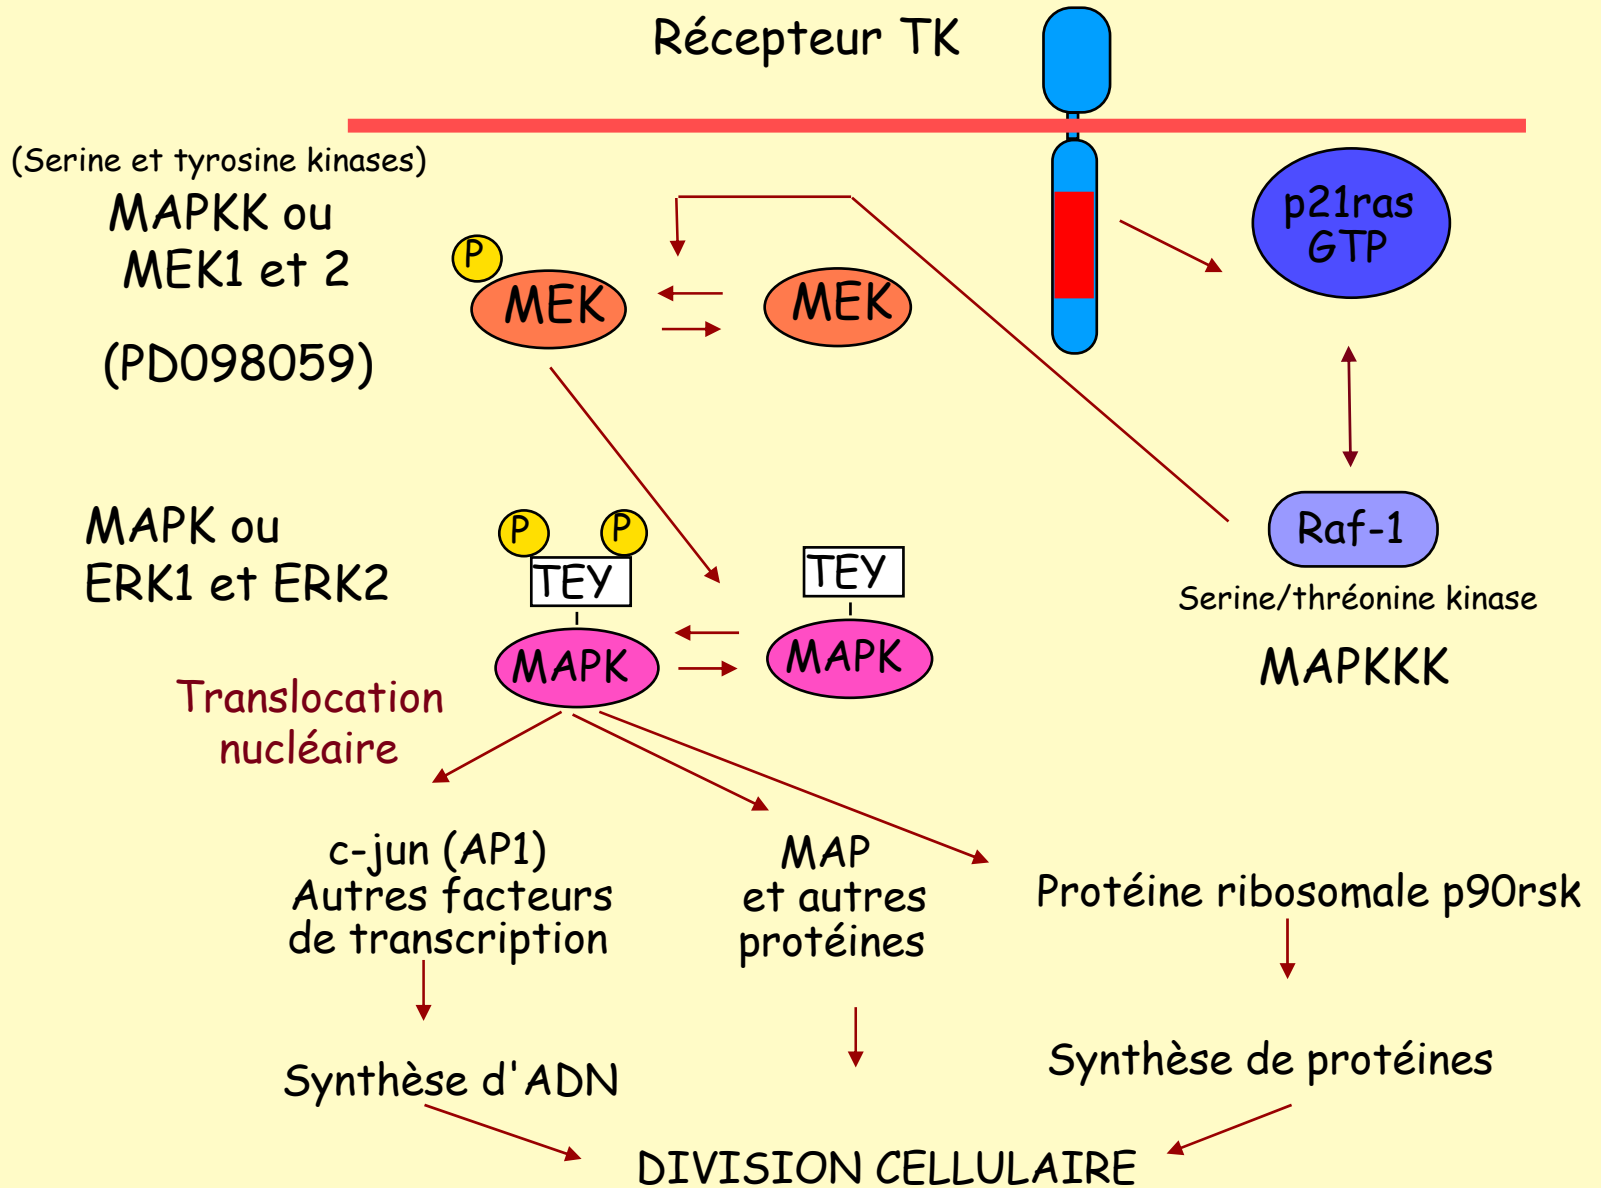 Récepteur TK
(Serine et tyrosine kinases)
MAPKK ou
MEK1 et 2
(PD098059)
P
MEK
MEK
p21ras
GTP
MAPK ou
ERK1 et ERK2
P
P
TEY
MAPK
TEY
MAPK
Raf-1
Serine/thréonine kinase
MAPKKK
Translocation
nucléaire
c-jun (AP1)
Autres facteurs
de transcription
MAP
et autres
protéines
Protéine ribosomale p90rsk
Synthèse d'ADN
Synthèse de protéines
DIVISION CELLULAIRE